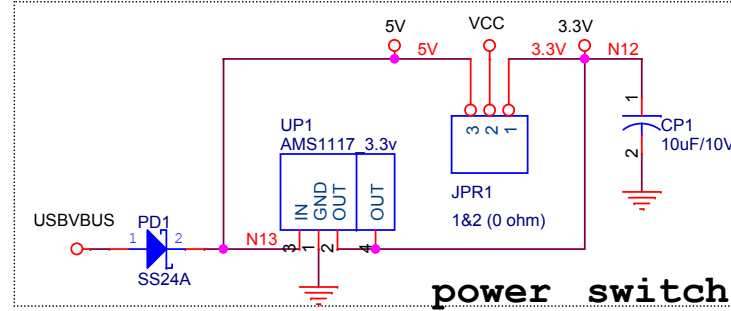 5V VCC 3.3V
5V 3.3V N12
1
UP1
AMS1117_3.3v
3 2 1
CP1
10uF/10V
2
JPR1
IN GND OUT OUT
USBVBUS PD1
1&2 (0 ohm)
1 2 N13 3 1 2 4
SS24A
power switch